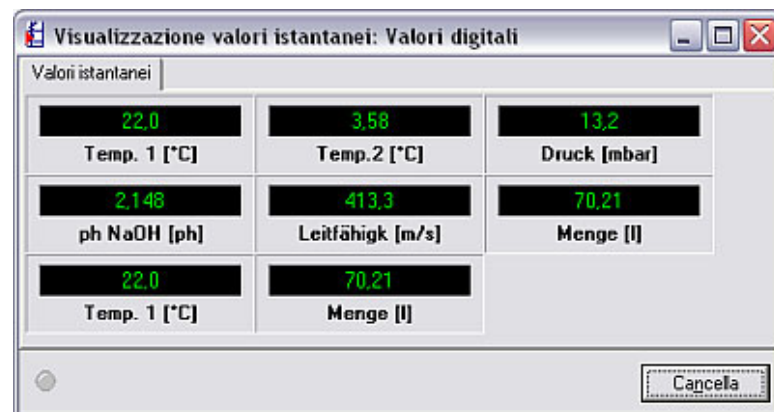 Visualizzazione valori istantanei: Valori digitali
Valori istantanei
22,0 3,58 13,2
Temp. 1 [°C] Temp.2 [°C] Druck [mbar]
2,148 413,3 70,21
ph NaOH [ph] Leitfähigk [m/s] Menge [l]
22,0 70,21
Temp. 1 [°C] Menge [l]
Cancella